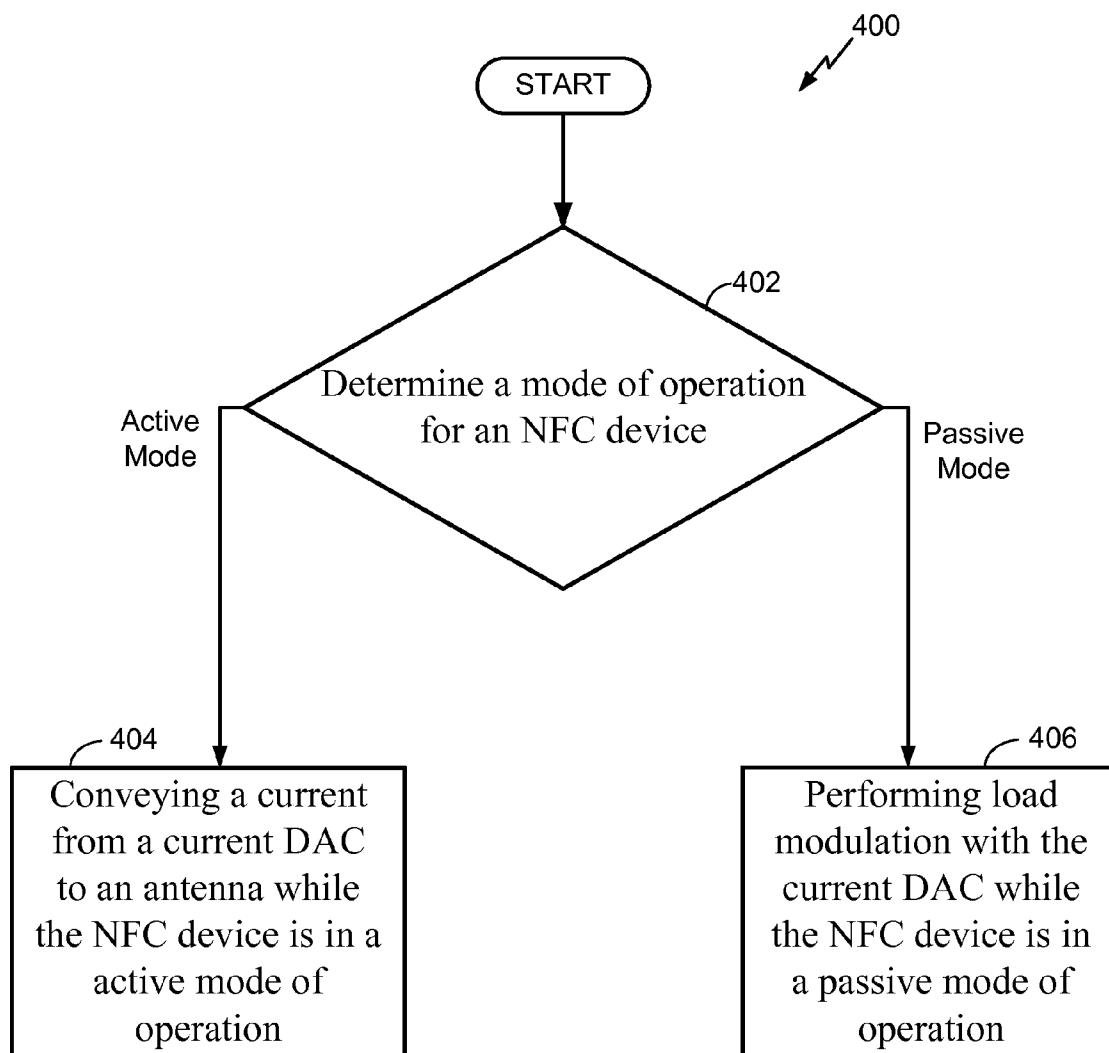 400
START
402
Determine a mode of operation
for an NFC device
Active
Mode
Passive
Mode
404
Conveying a current
from a current DAC
to an antenna while
the NFC device is in a
active mode of
operation
406
Performing load
modulation with the
current DAC while
the NFC device is in
a passive mode of
operation